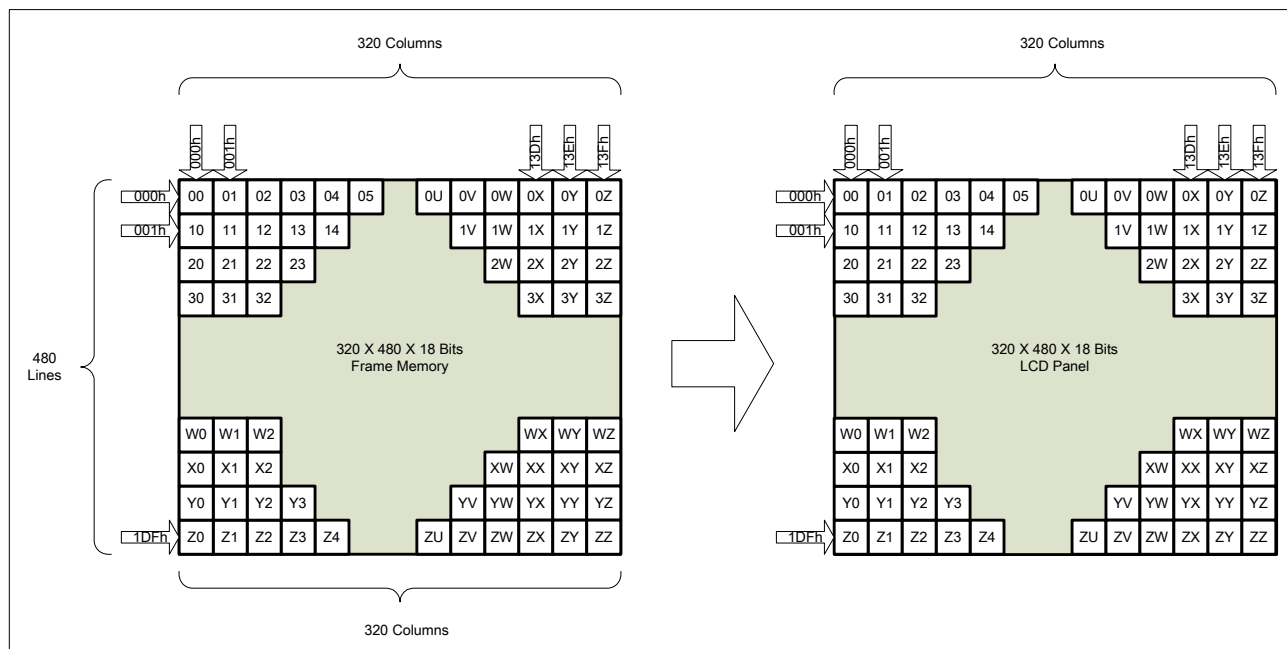 320 Columns 320 Columns
000h 001h 13Dh 13Eh 13Fh 000h 001h 13Dh 13Eh 13Fh
000h 00 01 02 03 04 05 0U 0V 0W 0X 0Y 0Z 000h 00 01 02 03 04 05 0U 0V 0W 0X 0Y 0Z
001h 10 11 12 13 14 1V 1W 1X 1Y 1Z 001h 10 11 12 13 14 1V 1W 1X 1Y 1Z
20 21 22 23 2W 2X 2Y 2Z 20 21 22 23 2W 2X 2Y 2Z
30 31 32 3X 3Y 3Z 30 31 32 3X 3Y 3Z
480 320 X 480 X 18 Bits 320 X 480 X 18 Bits
Lines Frame Memory LCD Panel
W0 W1 W2 WX WY WZ W0 W1 W2 WX WY WZ
X0 X1 X2 XW XX XY XZ X0 X1 X2 XW XX XY XZ
Y0 Y1 Y2 Y3 YV YW YX YY YZ Y0 Y1 Y2 Y3 YV YW YX YY YZ
1DFh Z0 Z1 Z2 Z3 Z4 ZU ZV ZW ZX ZY ZZ 1DFh Z0 Z1 Z2 Z3 Z4 ZU ZV ZW ZX ZY ZZ
320 Columns